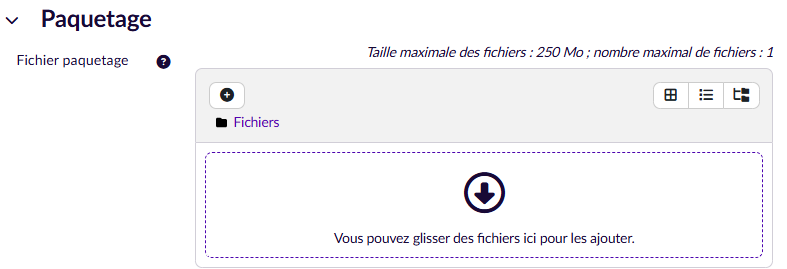 Paquetage
Fichier paquetage
Taille maximale des fichiers : 250 Mo ; nombre maximal de fichiers : 1
Fichiers
Vous pouvez glisser des fichiers ici pour les ajouter.